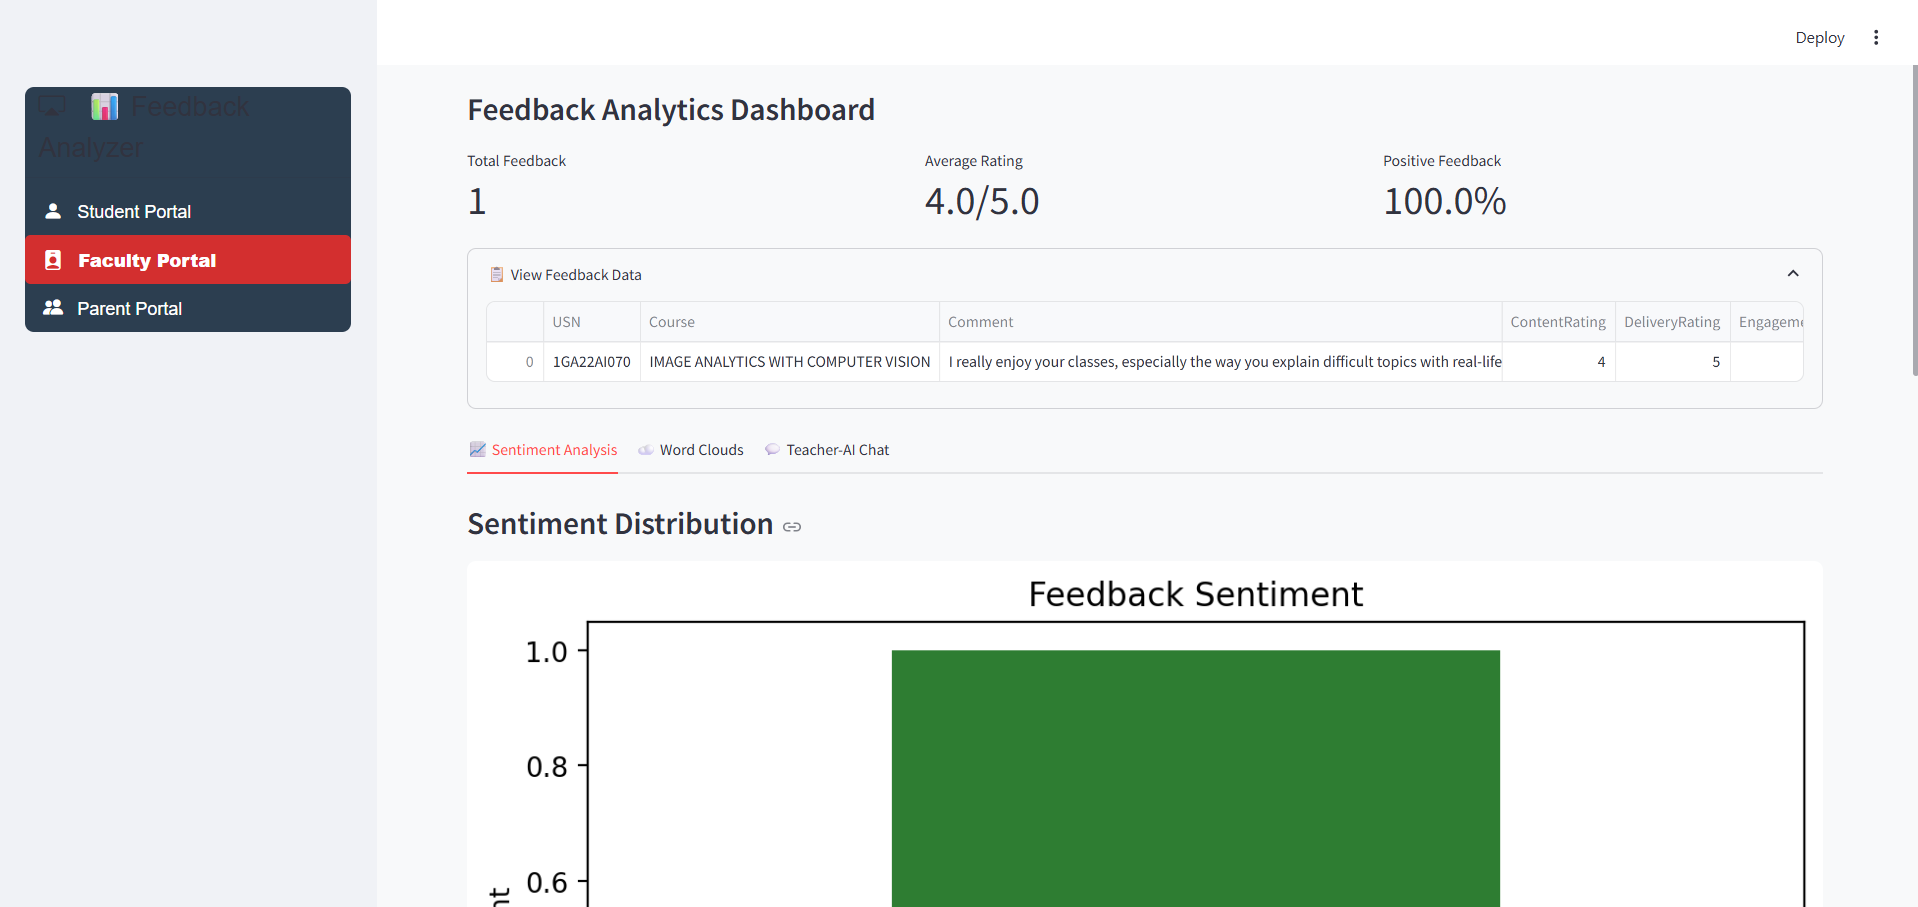 Deploy
Feedback
Analyzer
Student Portal
Faculty Portal
Parent Portal
Feedback Analytics Dashboard
Total Feedback
1
Average Rating
4.0/5.0
Positive Feedback
100.0%
View Feedback Data
USN Course Comment ContentRating DeliveryRating
0 1GA22AI070 IMAGE ANALYTICS WITH COMPUTER VISION I really enjoy your classes, especially the way you explain difficult topics with real-life 4 5
Sentiment Analysis Word Clouds Teacher-AI Chat
Sentiment Distribution
Feedback Sentiment
1.0
0.8
0.6